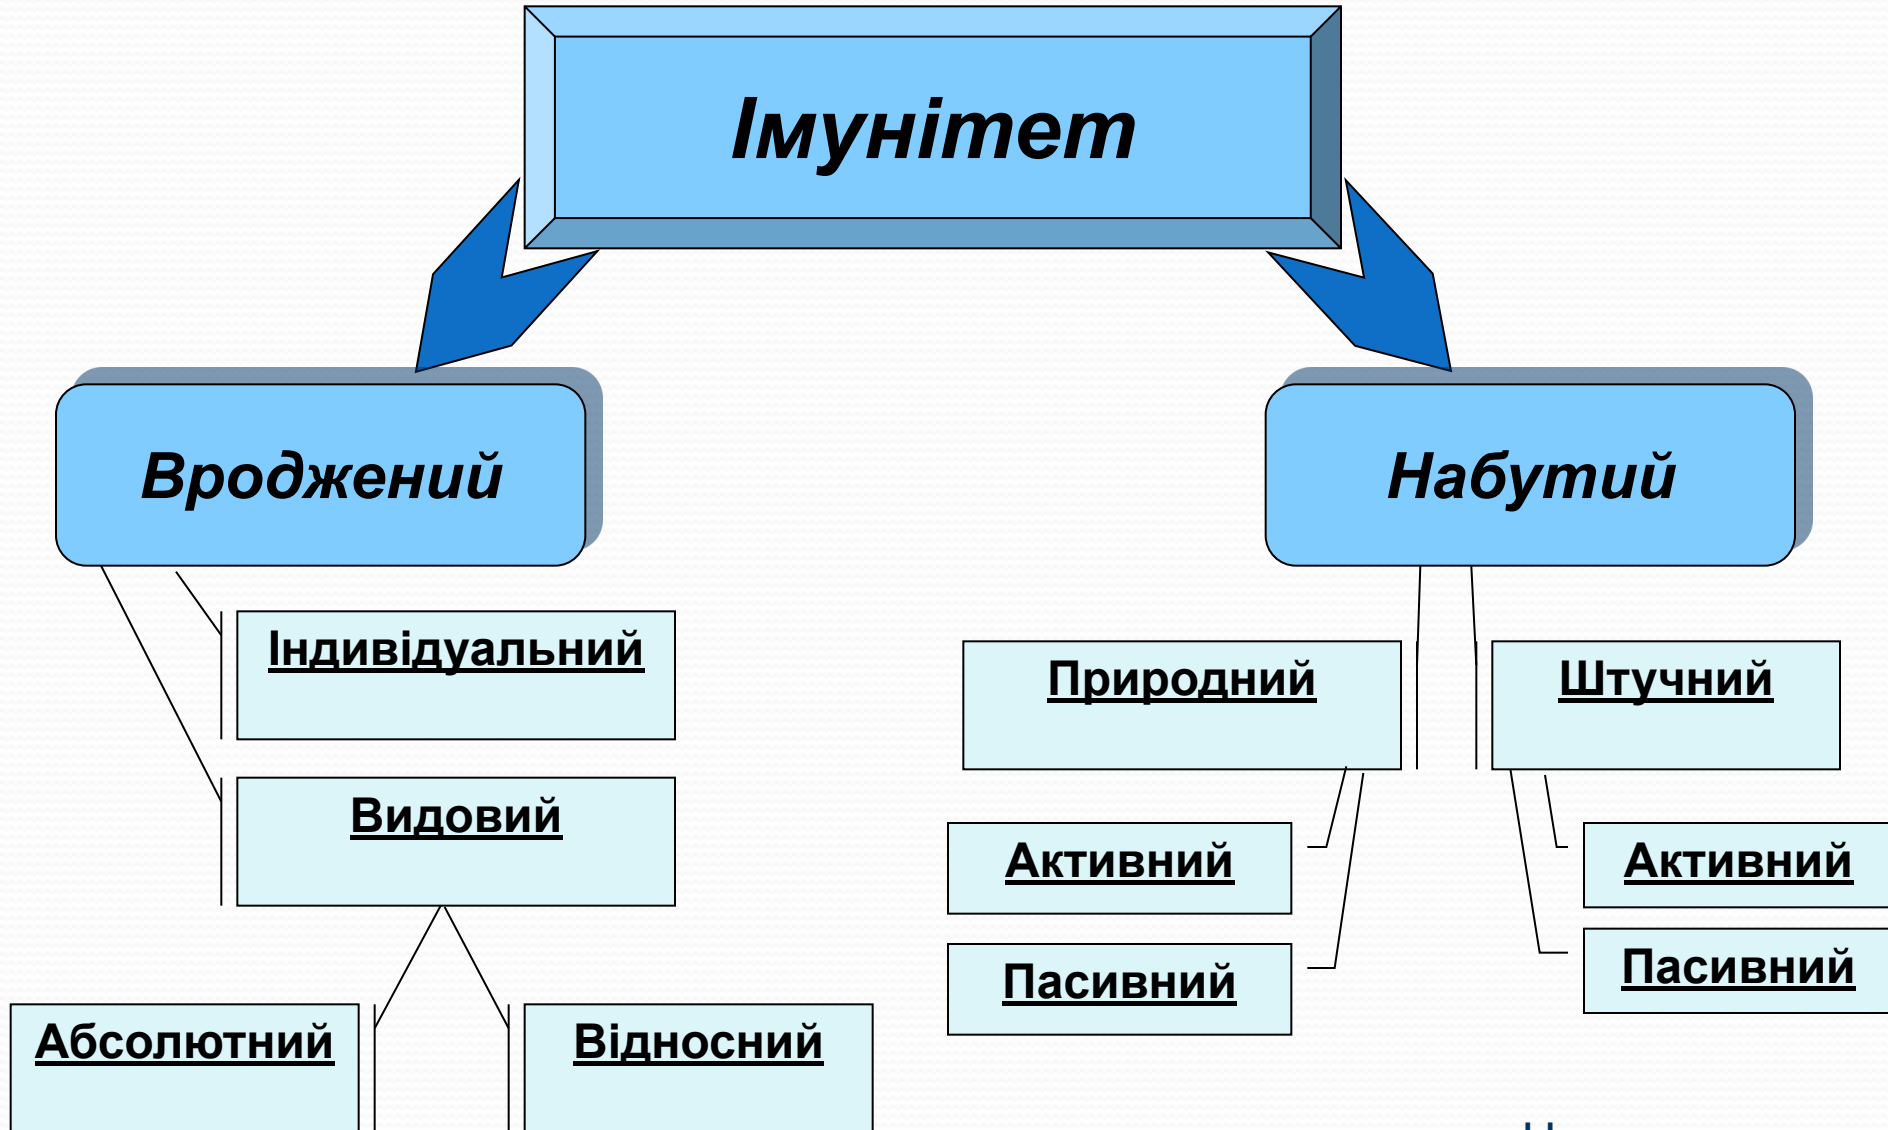 Імунітет
Вроджений
Набутий
Індивідуальний
Природний
Штучний
Видовий
Активний
Активний
Пасивний
Пасивний
Абсолютний
Відносний